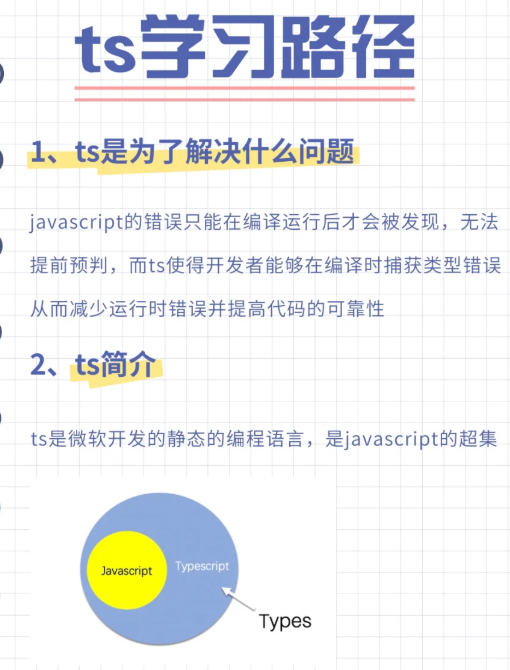 ts学习路径
1、ts是为了解决什么问题
javascript的错误只能在编译运行后才会被发现，无法
提前预判，而ts使得开发者能够在编译时捕获类型错误
从而减少运行时错误并提高代码的可靠性
2、ts简介
ts是微软开发的静态的编程语言，是javascript的超集
Javascript
Typescript
Types